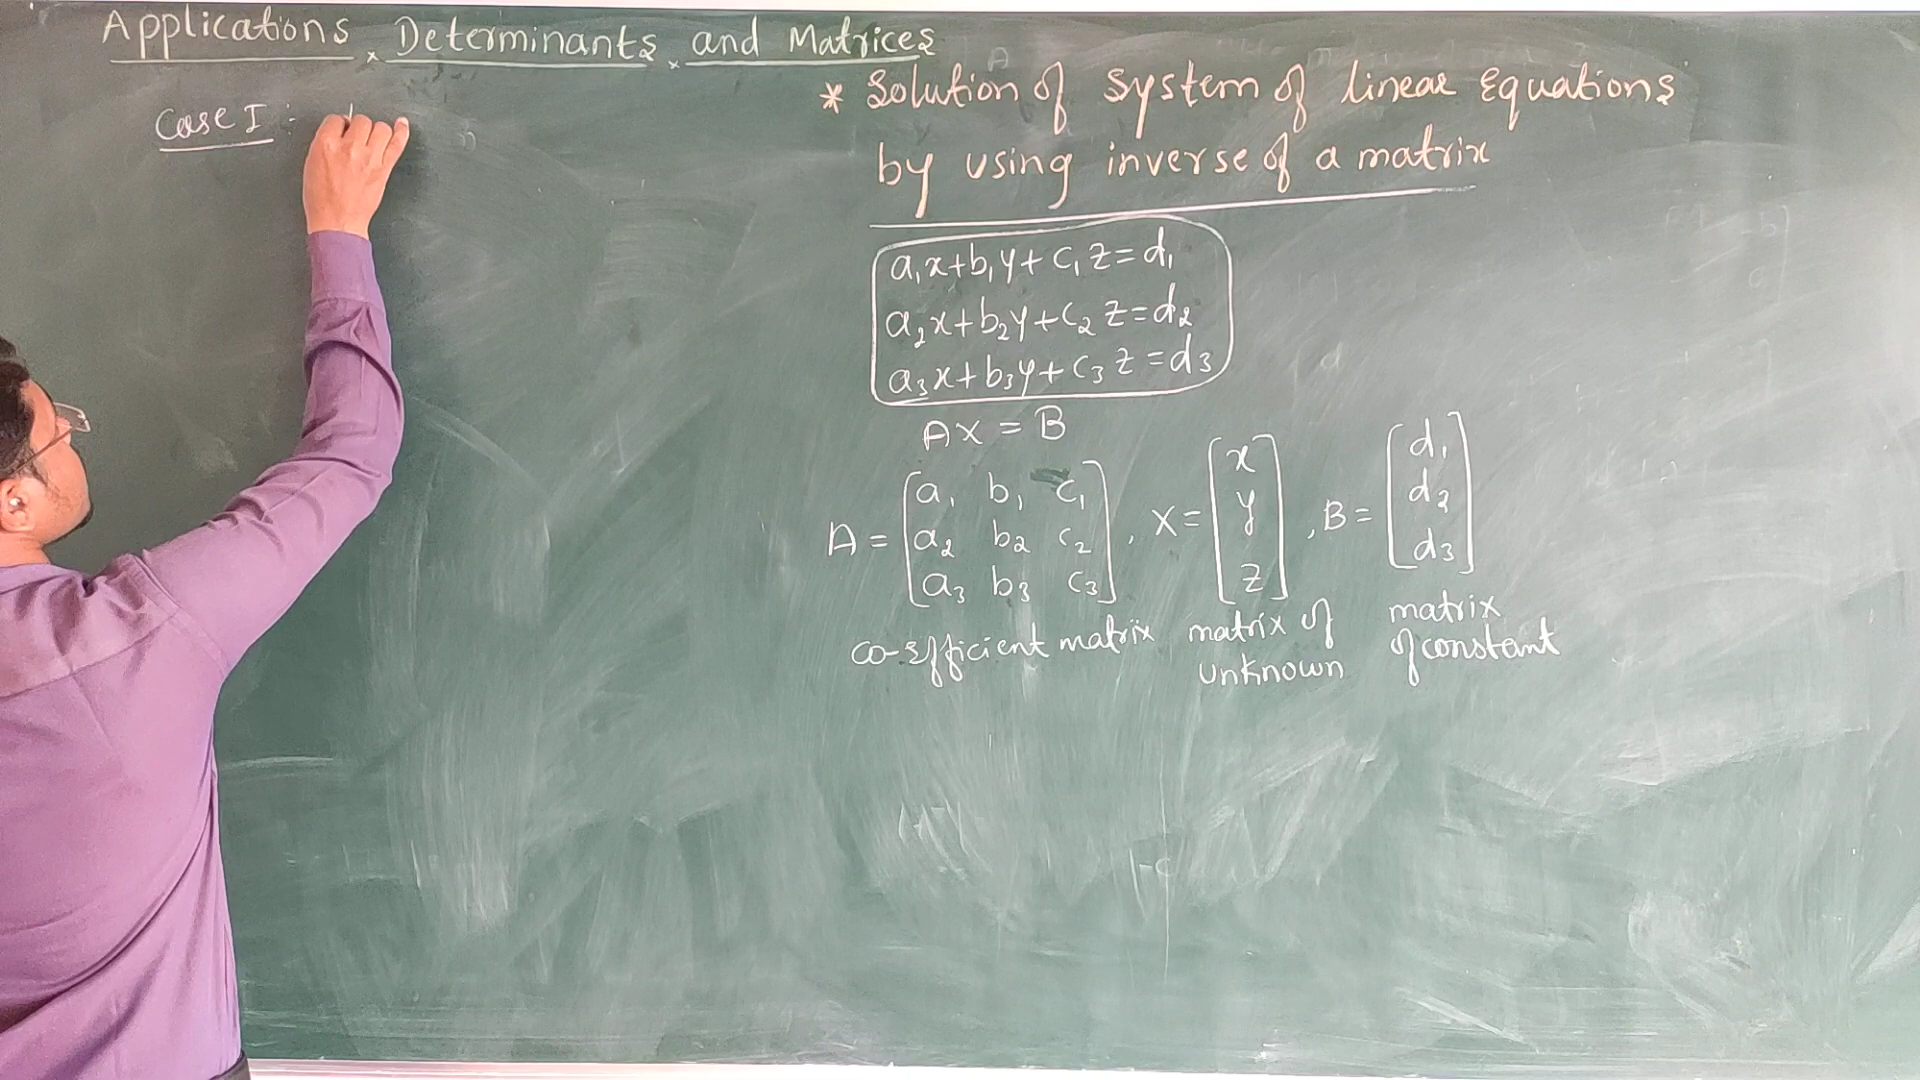 Applications Determinants and Matrices
Case I :-
* Solution of System of linear Equations
by using inverse of a matrix
a₁x+b₁y+c₁z=d₁
a₂x+b₂y+c₂z=d₂
a₃x+b₃y+c₃z=d₃
AX = B
A = [a₁ b₁ c₁
a₂ b₂ c₂
a₃ b₃ c₃], X = [x
y
z], B = [d₁
d₂
d₃]
co-efficient matrix matrix of unknown matrix of constant